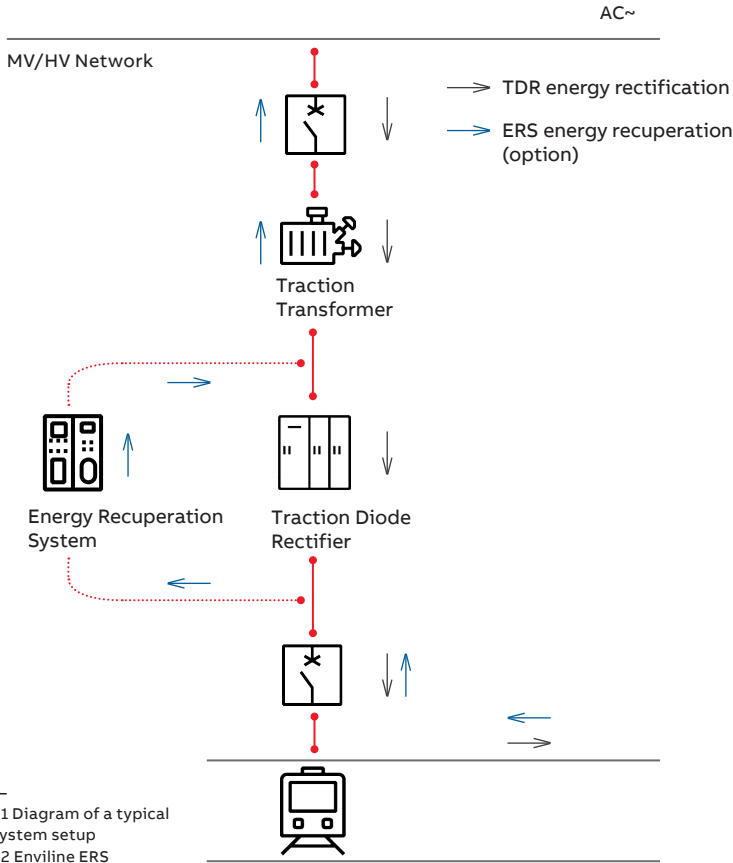 AC~
MV/HV Network
TDR energy rectification
ERS energy recuperation
(option)
Traction
Transformer
Energy Recuperation
System
Traction Diode
Rectifier
—
1 Diagram of a typical
ystem setup
2 Enviline ERS